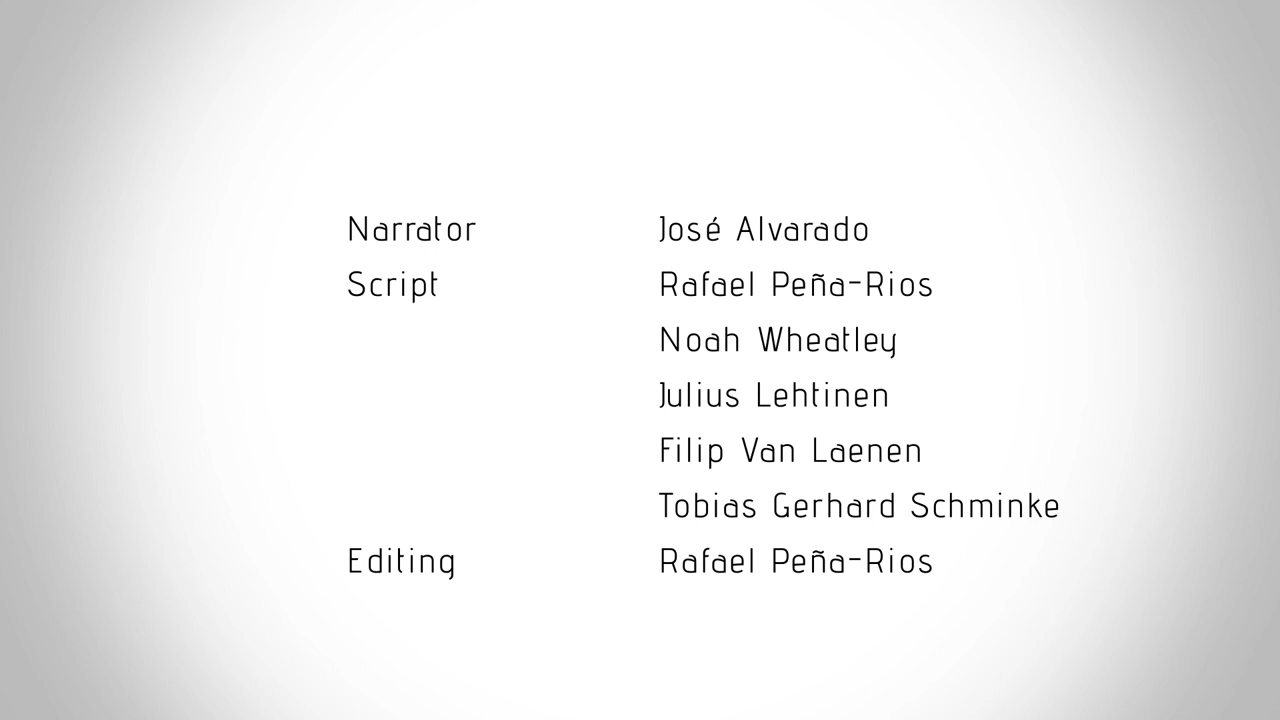 Narrator José Alvarado
Script Rafael Peña-Rios
Noah Wheatley
Julius Lehtinen
Filip Van Laenen
Tobias Gerhard Schminke
Editing Rafael Peña-Rios